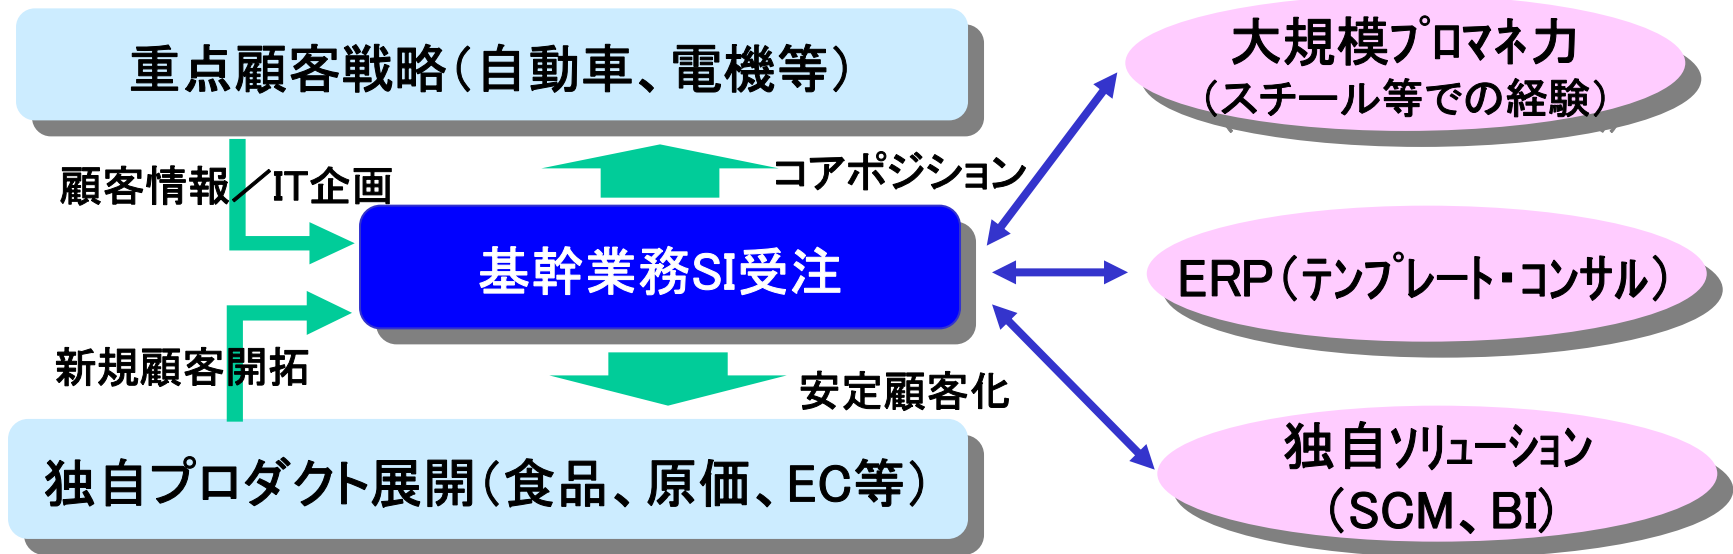 重点顧客戦略（自動車、電機等）
大規模プロマネ力
（スチール等での経験）
顧客情報／IT企画
コアポジション
基幹業務SI受注
ERP（テンプレート・コンサル）
新規顧客開拓
安定顧客化
独自プロダクト展開（食品、原価、EC等）
独自ソリューション
（SCM、BI）